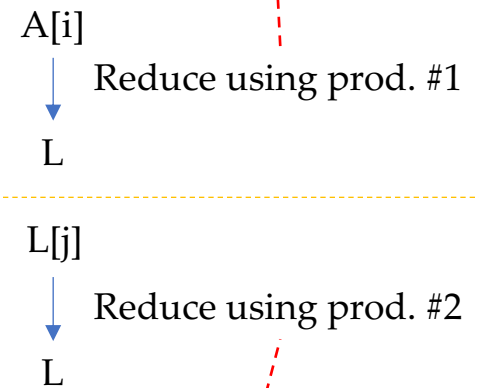 A[i]
Reduce using prod. #1
L
L[j]
Reduce using prod. #2
L